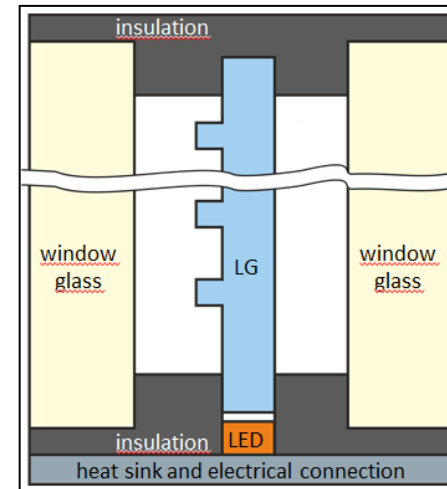 insulation
window
glass
LG
window
glass
insulation
LED
heat sink and electrical connection